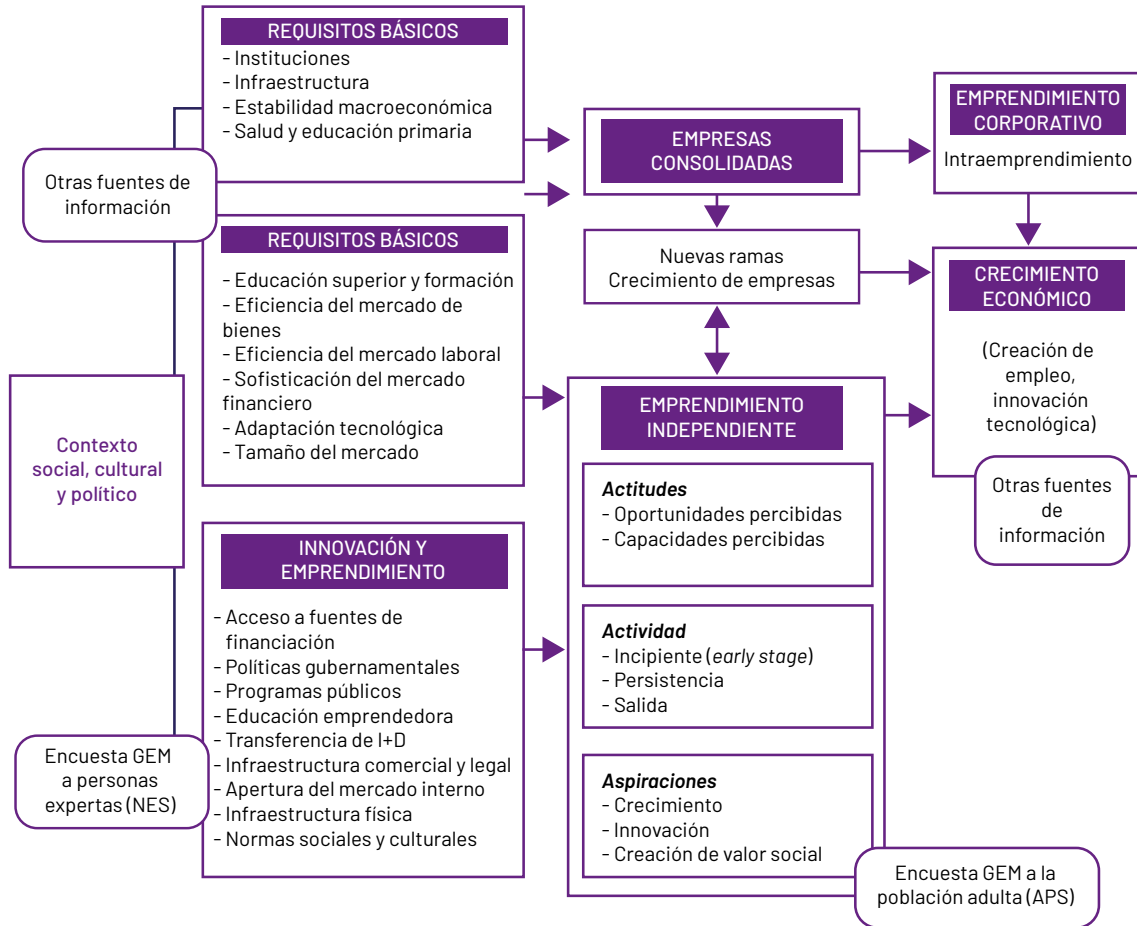 REQUISITOS BÁSICOS
- Instituciones
- Infraestructura
- Estabilidad macroeconómica
- Salud y educación primaria
Otras fuentes de
información
REQUISITOS BÁSICOS
- Educación superior y formación
- Eficiencia del mercado de
bienes
- Eficiencia del mercado laboral
- Sofisticación del mercado
financiero
- Adaptación tecnológica
- Tamaño del mercado
Contexto
social, cultural
y político
INNOVACIÓN Y
EMPRENDIMIENTO
- Acceso a fuentes de
financiación
- Políticas gubernamentales
- Programas públicos
- Educación emprendedora
- Transferencia de I+D
- Infraestructura comercial y legal
- Apertura del mercado interno
- Infraestructura física
- Normas sociales y culturales
Encuesta GEM
a personas
expertas (NES)
EMPRESAS
CONSOLIDADAS
Nuevas ramas
Crecimiento de empresas
EMPRENDIMIENTO
INDEPENDIENTE
Actitudes
- Oportunidades percibidas
- Capacidades percibidas
Actividad
- Incipiente (early stage)
- Persistencia
- Salida
Aspiraciones
- Crecimiento
- Innovación
- Creación de valor social
Encuesta GEM a la
población adulta (APS)
EMPRENDIMIENTO
CORPORATIVO
Intraemprendimiento
CRECIMIENTO
ECONÓMICO
(Creación de
empleo,
innovación
tecnológica)
Otras fuentes
de
información